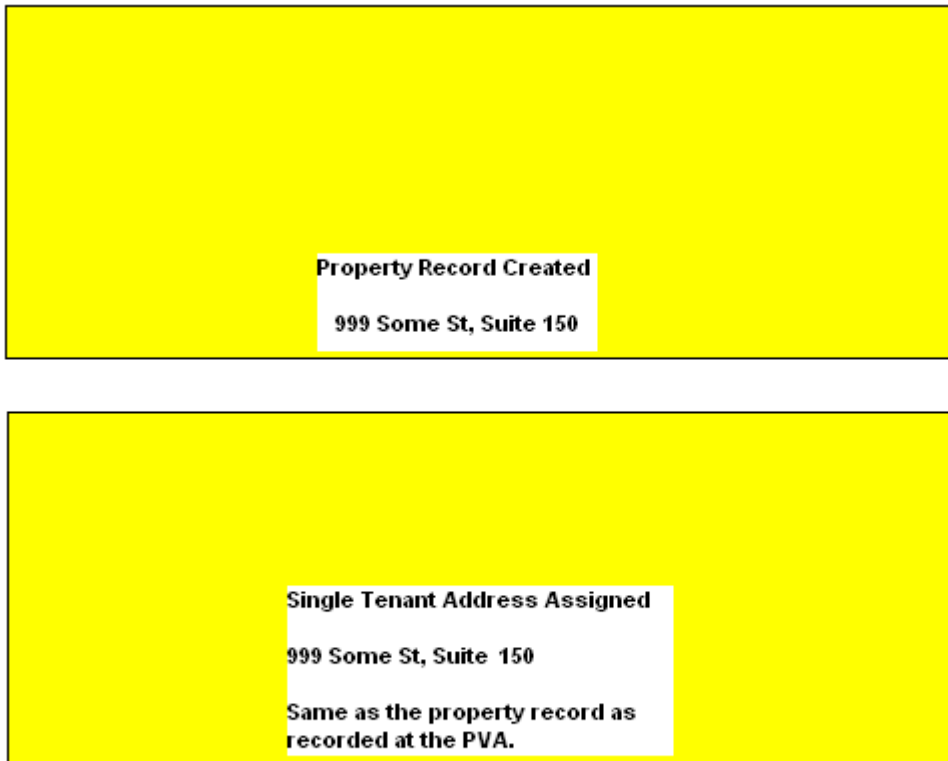 Property Record Created
999 Some St, Suite 150
Single Tenant Address Assigned
999 Some St, Suite 150
Same as the property record as
recorded at the PVA.